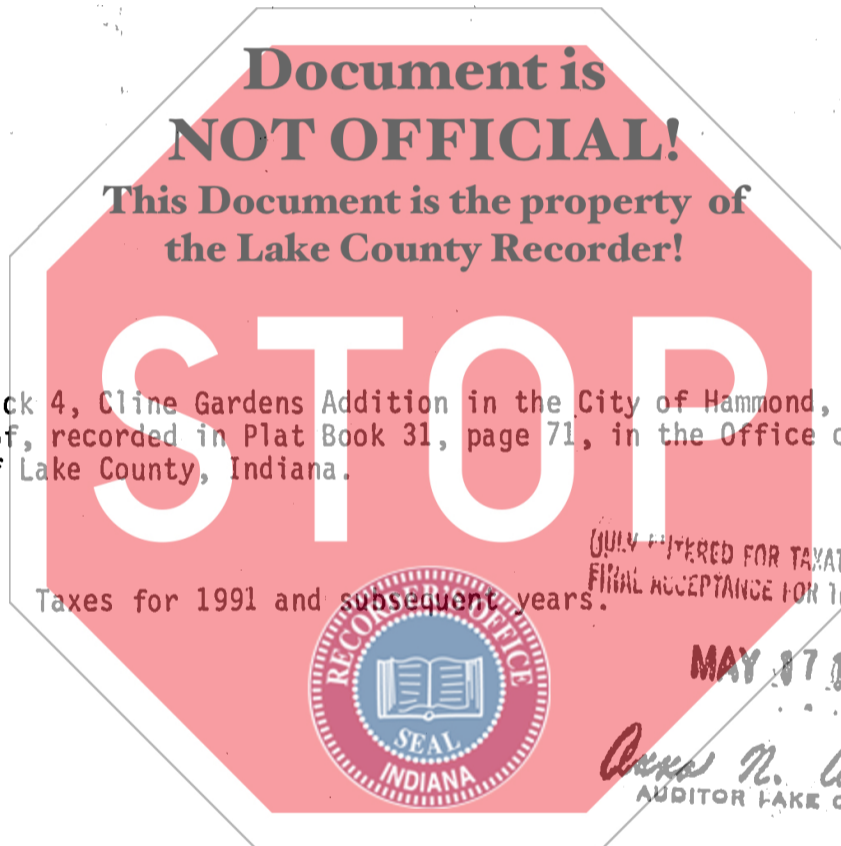 Document is
NOT OFFICIAL!
This Document is the property of
the Lake County Recorder!
STOP
ck 4, Cline Gardens Addition in the City of Hammond,
f, recorded in Plat Book 31, page 71, in the Office
Lake County, Indiana.
FOR
FINAL ACCEPTANCE FOR
Taxes for 1991 and subsequent years.
RECORDER'S OFFICE
MAY
SEAL
INDIANA
N.
AUDITOR LAKE